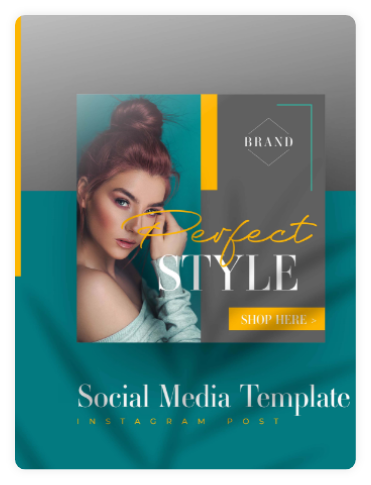 BRAND
Perfect
STYLE
SHOP HERE >
Social Media Template
INSTAGRAM POST